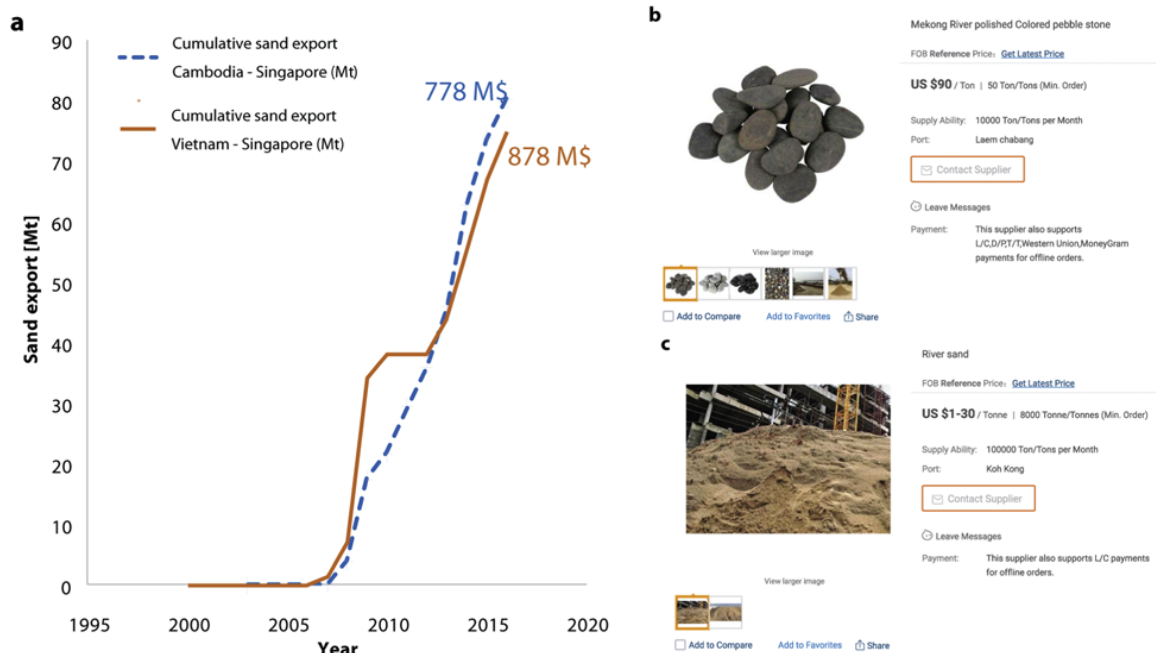 a
90
80
70
60
50
40
30
20
10
0
Sand export [Mt]
1995 2000 2005 2010 2015 2020
Year
Cumulative sand export
Cambodia - Singapore (Mt)
Cumulative sand export
Vietnam - Singapore (Mt)
778 M$
878 M$
b
Mekong River polished Colored pebble stone
FOB Reference Price: Get Latest Price
US $90 / Ton | 50 Ton/Tons (Min. Order)
Supply Ability: 10000 Ton/Tons per Month
Port: Laem chabang
Contact Supplier
Leave Messages
Payment: This supplier also supports
L/C,D/P,T/T,Western Union,MoneyGram
payments for offline orders.
View larger image
Add to Compare Add to Favorites Share
c
River sand
FOB Reference Price: Get Latest Price
US $1-30 / Tonne | 8000 Tonne/Tonnes (Min. Order)
Supply Ability: 100000 Ton/Tons per Month
Port: Koh Kong
Contact Supplier
Leave Messages
Payment: This supplier also supports L/C payments
for offline orders.
View larger image
Add to Compare Add to Favorites Share